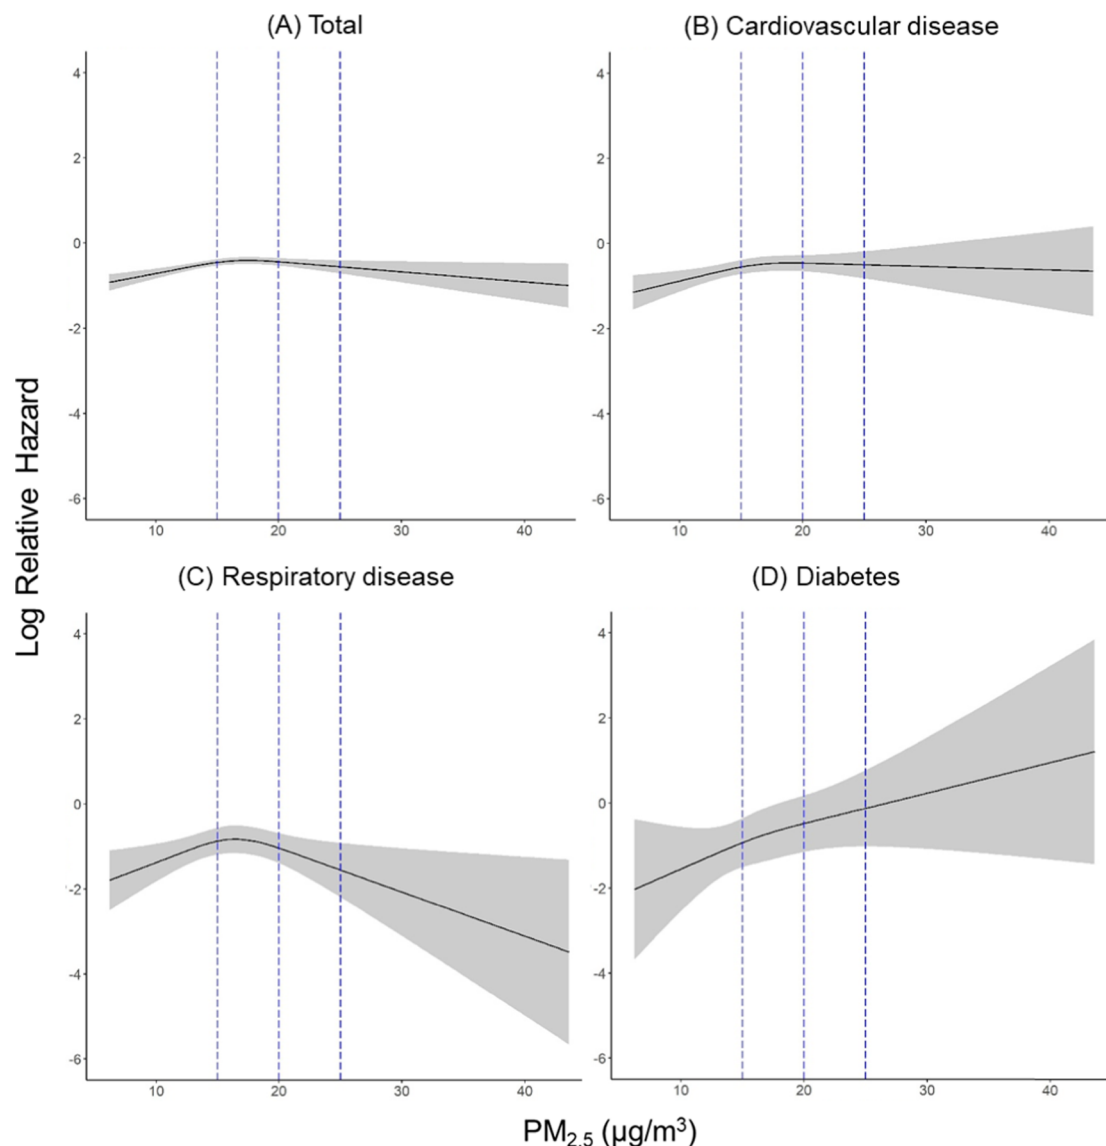 (A) Total
(B) Cardiovascular disease
4
2
0
-2
-4
-6
10 20 30 40
4
2
0
-2
-4
-6
10 20 30 40
(C) Respiratory disease
(D) Diabetes
4
2
0
-2
-4
-6
10 20 30 40
4
2
0
-2
-4
-6
10 20 30 40
Log Relative Hazard
PM₂.₅ (µg/m³)